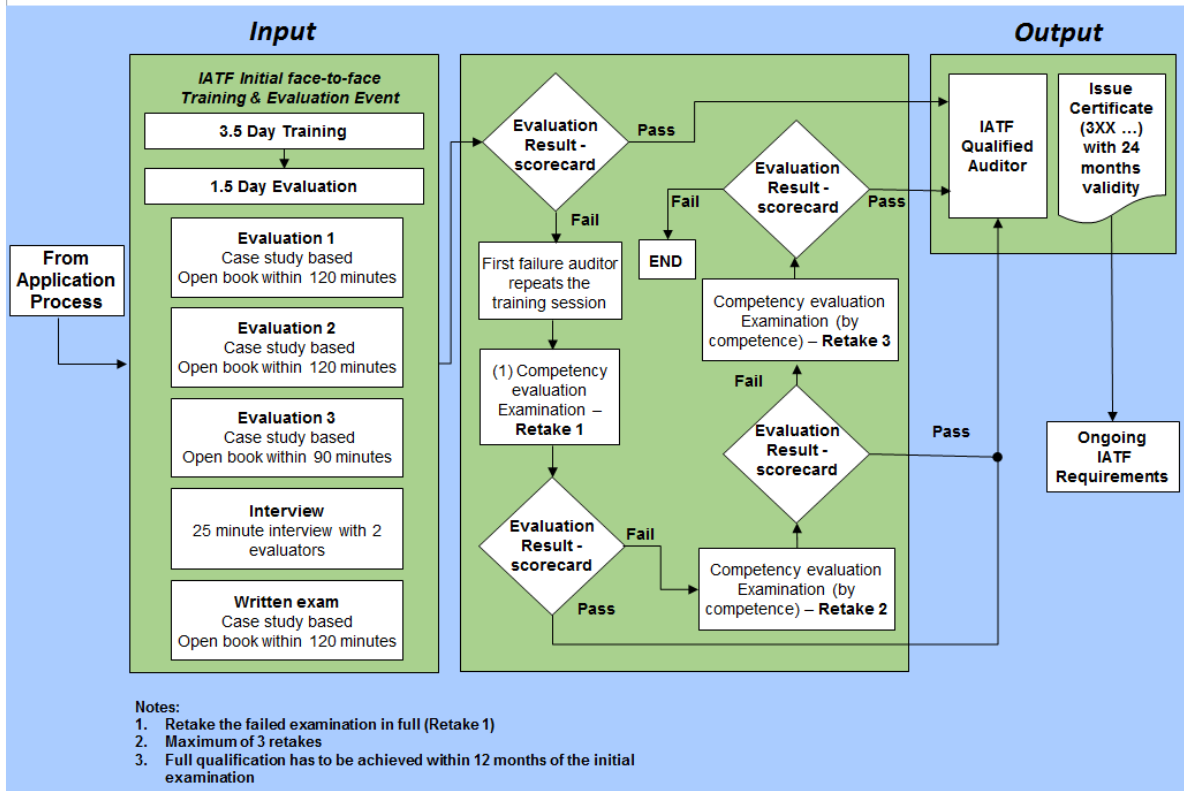 Input
Output
IATF Initial face-to-face
Training & Evaluation Event
3.5 Day Training
1.5 Day Evaluation
Evaluation 1
Case study based
Open book within 120 minutes
Evaluation 2
Case study based
Open book within 120 minutes
Evaluation 3
Case study based
Open book within 90 minutes
Interview
25 minute interview with 2
evaluators
Written exam
Case study based
Open book within 120 minutes
From
Application
Process
Evaluation
Result -
scorecard
Pass
Fail
First failure auditor
repeats the
training session
(1) Competency
evaluation
Examination –
Retake 1
Evaluation
Result -
scorecard
Fail
Pass
Competency evaluation
Examination (by
competence) – Retake 2
Evaluation
Result -
scorecard
Pass
Fail
Competency evaluation
Examination (by
competence) – Retake 3
Evaluation
Result -
scorecard
Pass
Fail
END
IATF
Qualified
Auditor
Issue
Certificate
(3XX ...)
with 24
months
validity
Ongoing
IATF
Requirements
Notes:
1. Retake the failed examination in full (Retake 1)
2. Maximum of 3 retakes
3. Full qualification has to be achieved within 12 months of the initial
examination